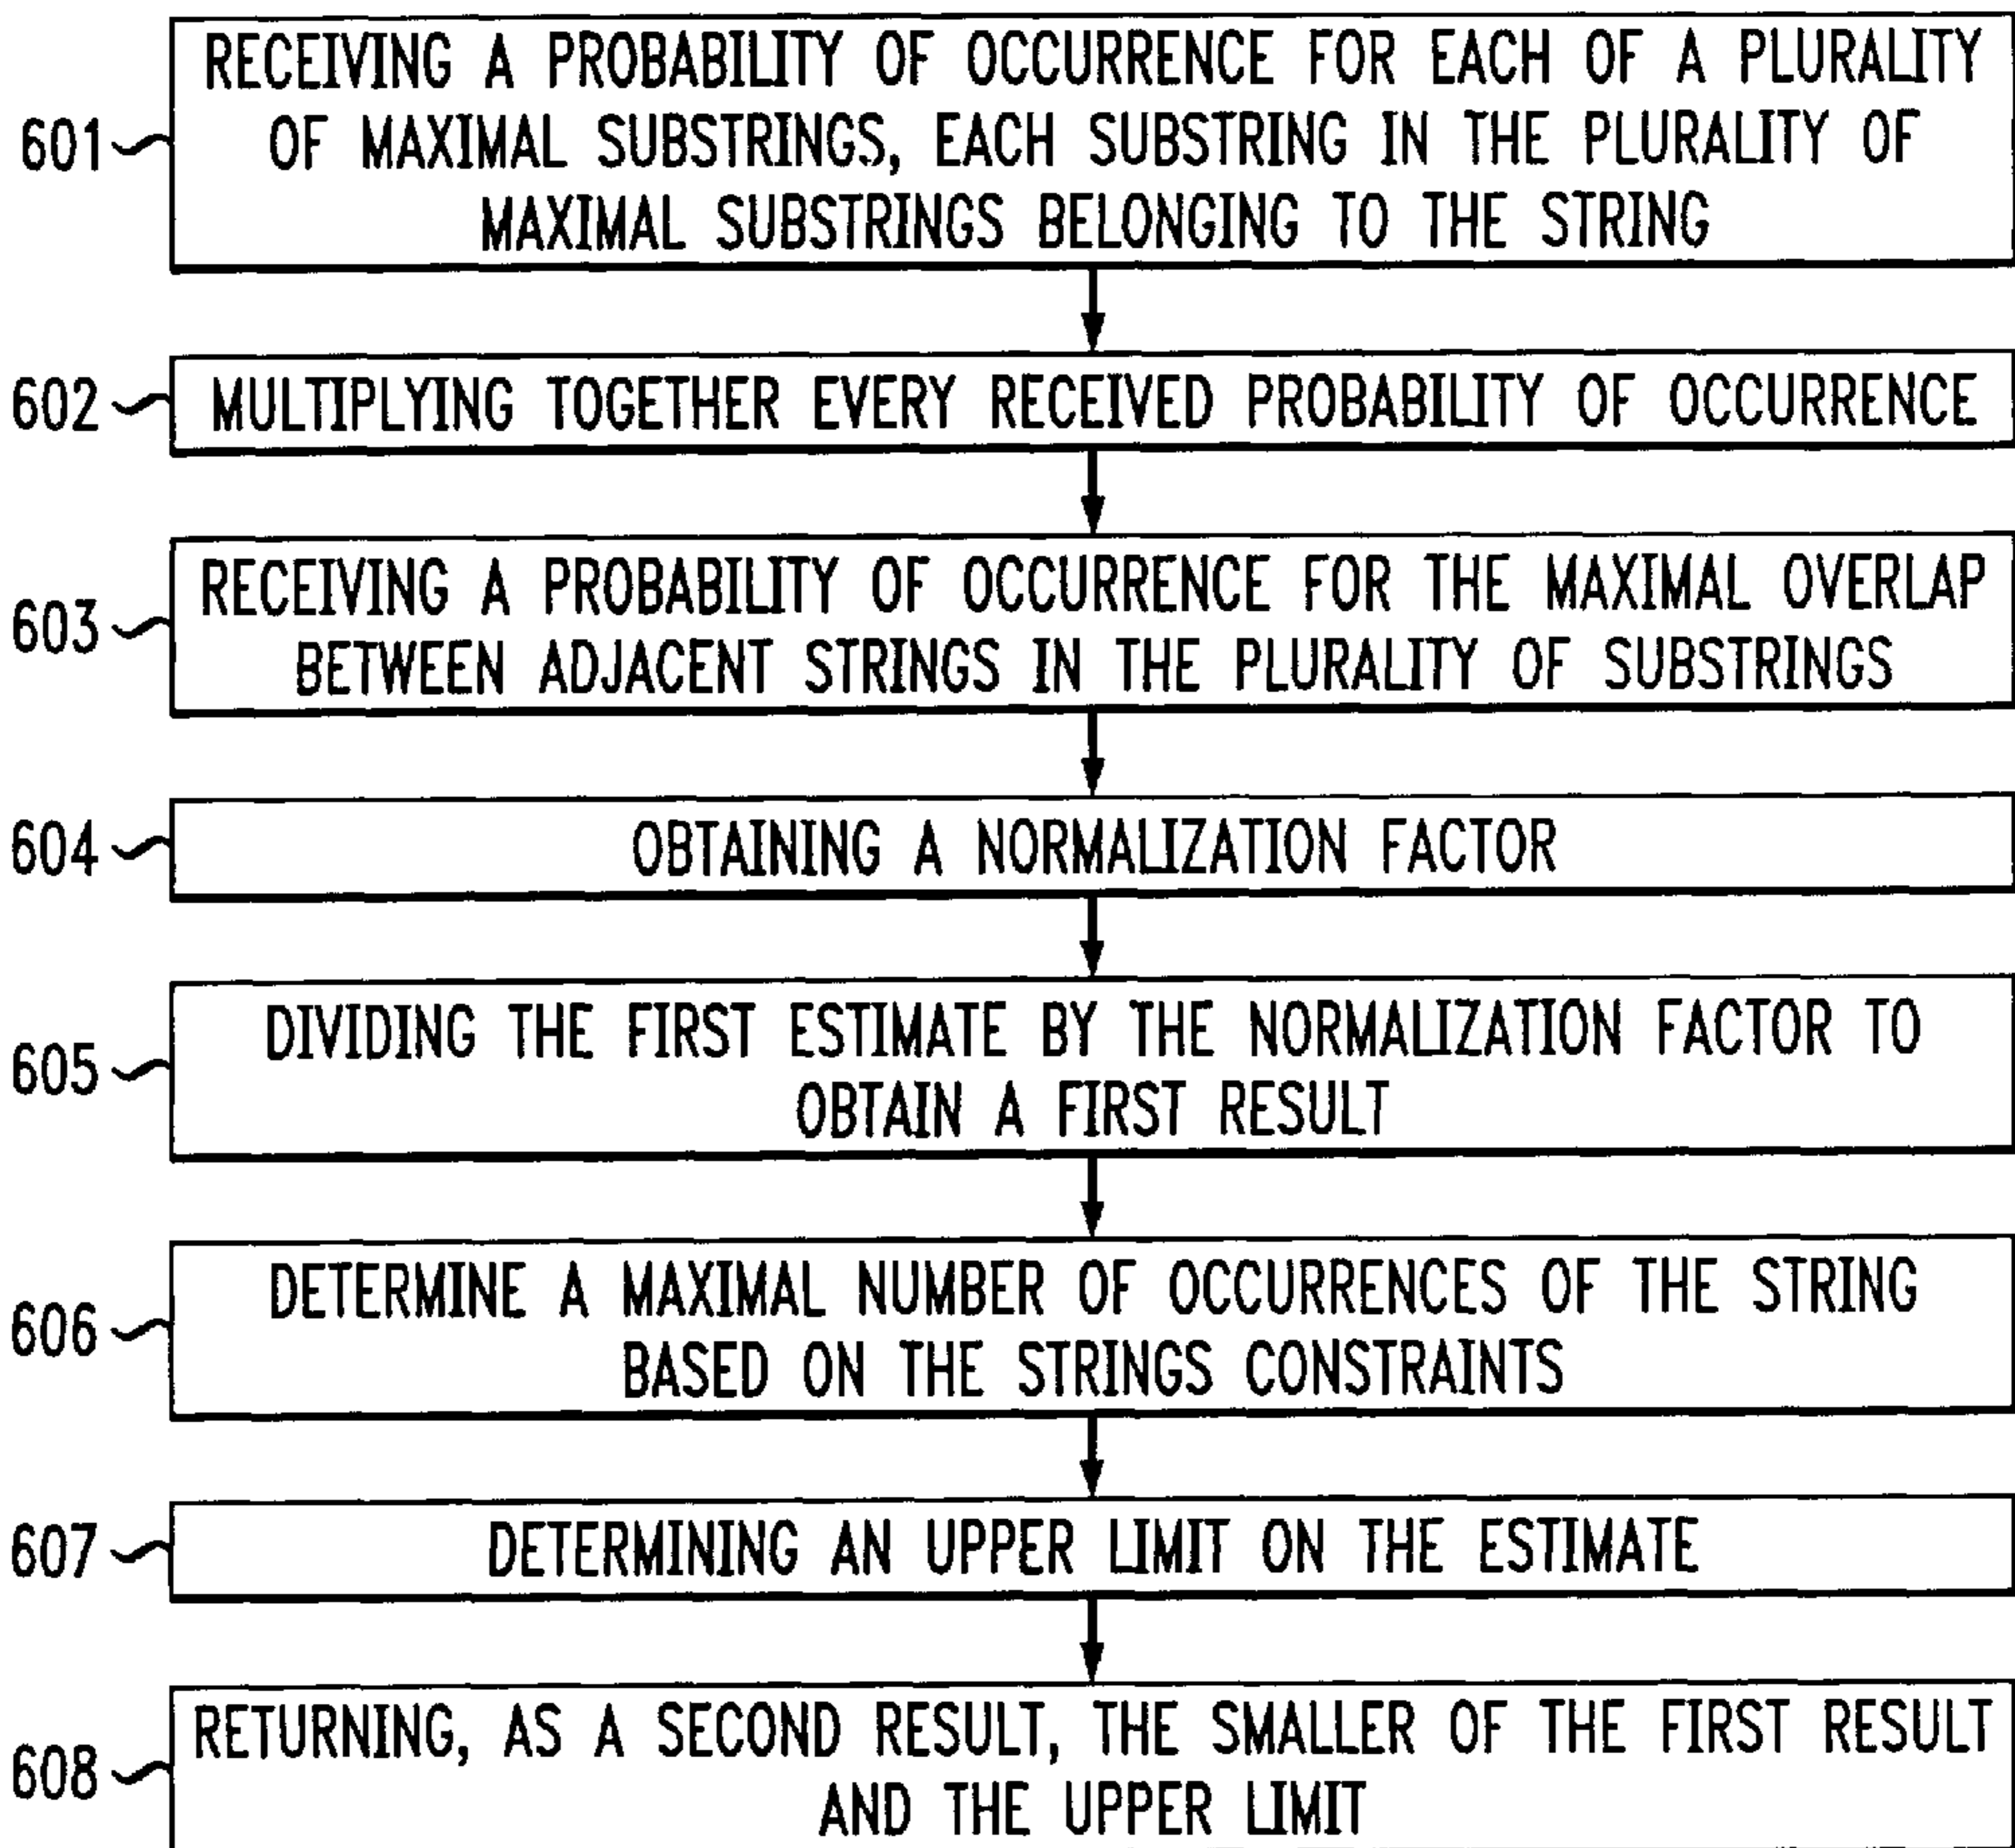 RECEIVING A PROBABILITY OF OCCURRENCE FOR EACH OF A PLURALITY
OF MAXIMAL SUBSTRINGS, EACH SUBSTRING IN THE PLURALITY OF
MAXIMAL SUBSTRINGS BELONGING TO THE STRING
601
602
MULTIPLYING TOGETHER EVERY RECEIVED PROBABILITY OF OCCURRENCE
RECEIVING A PROBABILITY OF OCCURRENCE FOR THE MAXIMAL OVERLAP
BETWEEN ADJACENT STRINGS IN THE PLURALITY OF SUBSTRINGS
603
604
OBTAINING A NORMALIZATION FACTOR
DIVIDING THE FIRST ESTIMATE BY THE NORMALIZATION FACTOR TO
OBTAIN A FIRST RESULT
605
DETERMINE A MAXIMAL NUMBER OF OCCURRENCES OF THE STRING
BASED ON THE STRINGS CONSTRAINTS
606
607
DETERMINING AN UPPER LIMIT ON THE ESTIMATE
RETURNING, AS A SECOND RESULT, THE SMALLER OF THE FIRST RESULT
AND THE UPPER LIMIT
608